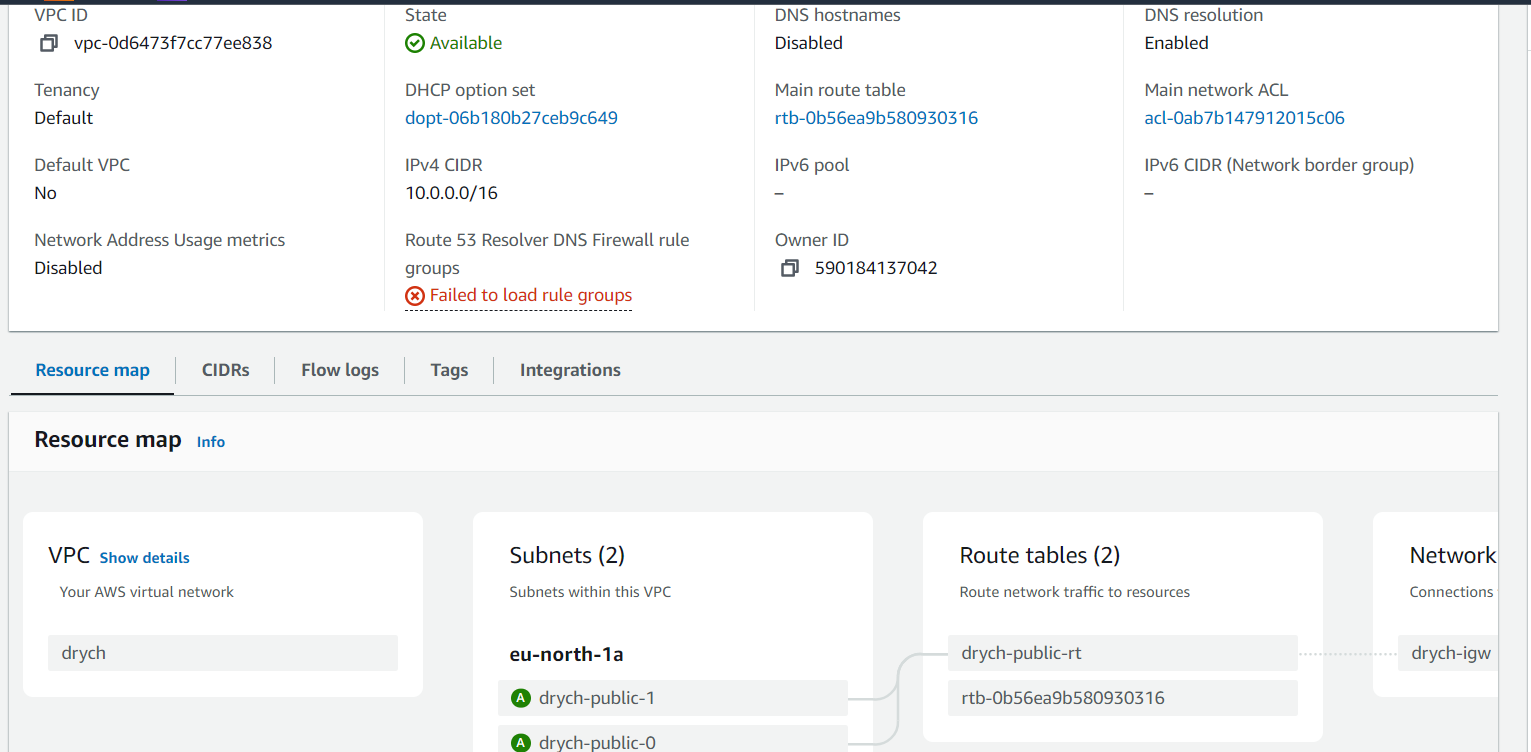 VPC ID
vpc-0d6473f7cc77ee838
State
Available
DNS hostnames
Disabled
DNS resolution
Enabled
Tenancy
Default
DHCP option set
dopt-06b180b27ceb9c649
Main route table
rtb-0b56ea9b580930316
Main network ACL
acl-0ab7b147912015c06
Default VPC
No
IPv4 CIDR
10.0.0.0/16
IPv6 pool
–
IPv6 CIDR (Network border group)
–
Network Address Usage metrics
Disabled
Route 53 Resolver DNS Firewall rule
groups
Failed to load rule groups
Owner ID
590184137042
Resource map
CIDRs
Flow logs
Tags
Integrations
Resource map Info
VPC Show details
Your AWS virtual network
drych
Subnets (2)
Subnets within this VPC
eu-north-1a
A drych-public-1
A drych-public-0
Route tables (2)
Route network traffic to resources
drych-public-rt
rtb-0b56ea9b580930316
Network
Connections
drych-igw